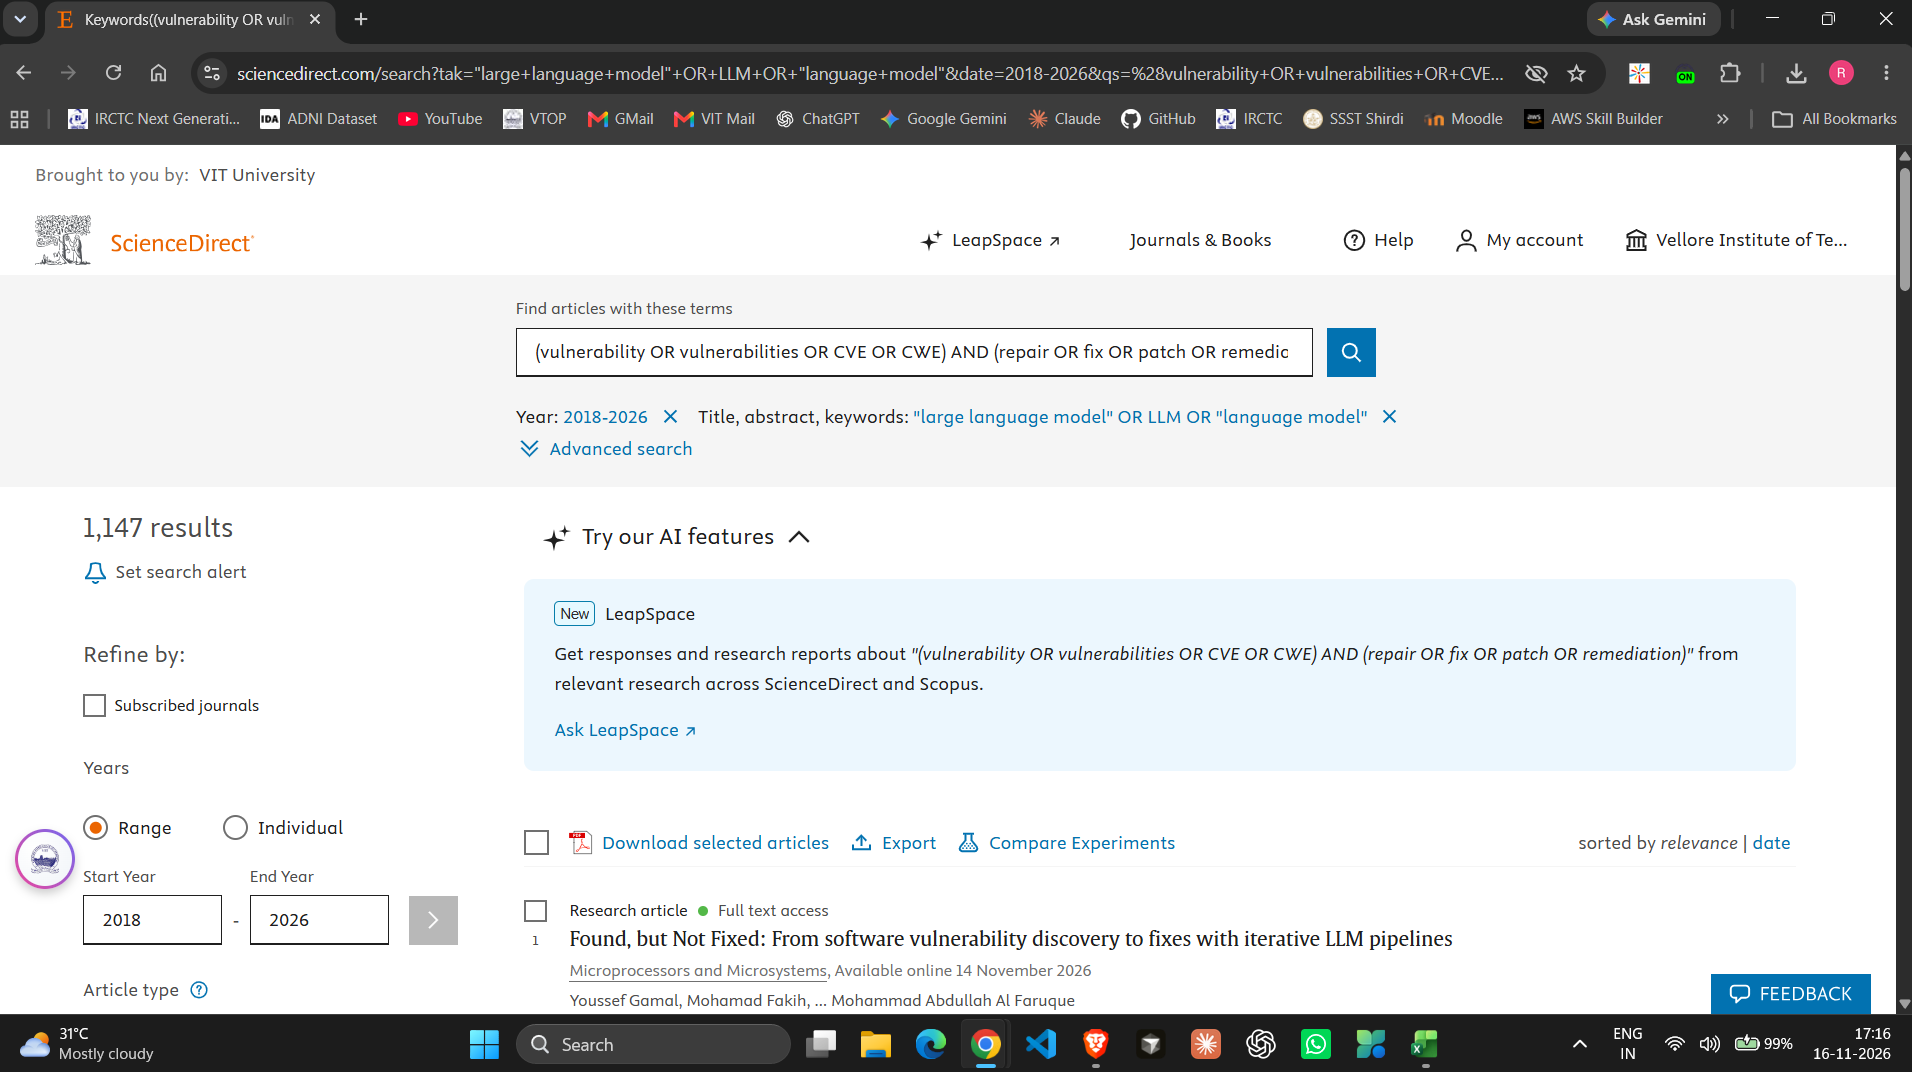 Keywords((vulnerability OR vuln
Ask Gemini
sciencedirect.com/search?tak="large+language+model"+OR+LLM+OR+"language+model"&date=2018-2026&qs=%28vulnerability+OR+vulnerabilities+OR+CVE...
ON
R
IRCTC Next Generati...
IDA ADNI Dataset
YouTube
VTOP
GMail
VIT Mail
ChatGPT
Google Gemini
Claude
GitHub
IRCTC
SSST Shirdi
Moodle
aws AWS Skill Builder
All Bookmarks
Brought to you by: VIT University
ScienceDirect
LeapSpace
Journals & Books
Help
My account
Vellore Institute of Te...
Find articles with these terms
(vulnerability OR vulnerabilities OR CVE OR CWE) AND (repair OR fix OR patch OR remedic
Year: 2018-2026 Title, abstract, keywords: "large language model" OR LLM OR "language model"
Advanced search
1,147 results
Set search alert
Refine by:
Subscribed journals
Years
Range Individual
Start Year End Year
2018 - 2026
Article type
Try our AI features
New LeapSpace
Get responses and research reports about "(vulnerability OR vulnerabilities OR CVE OR CWE) AND (repair OR fix OR patch OR remediation)" from
relevant research across ScienceDirect and Scopus.
Ask LeapSpace
PDF Download selected articles Export Compare Experiments
sorted by relevance | date
Research article Full text access
1 Found, but Not Fixed: From software vulnerability discovery to fixes with iterative LLM pipelines
Microprocessors and Microsystems, Available online 14 November 2026
Youssef Gamal, Mohamad Fakih, ... Mohammad Abdullah Al Faruque
FEEDBACK
31°C
Mostly cloudy
Search
ENG
IN
99%
17:16
16-11-2026